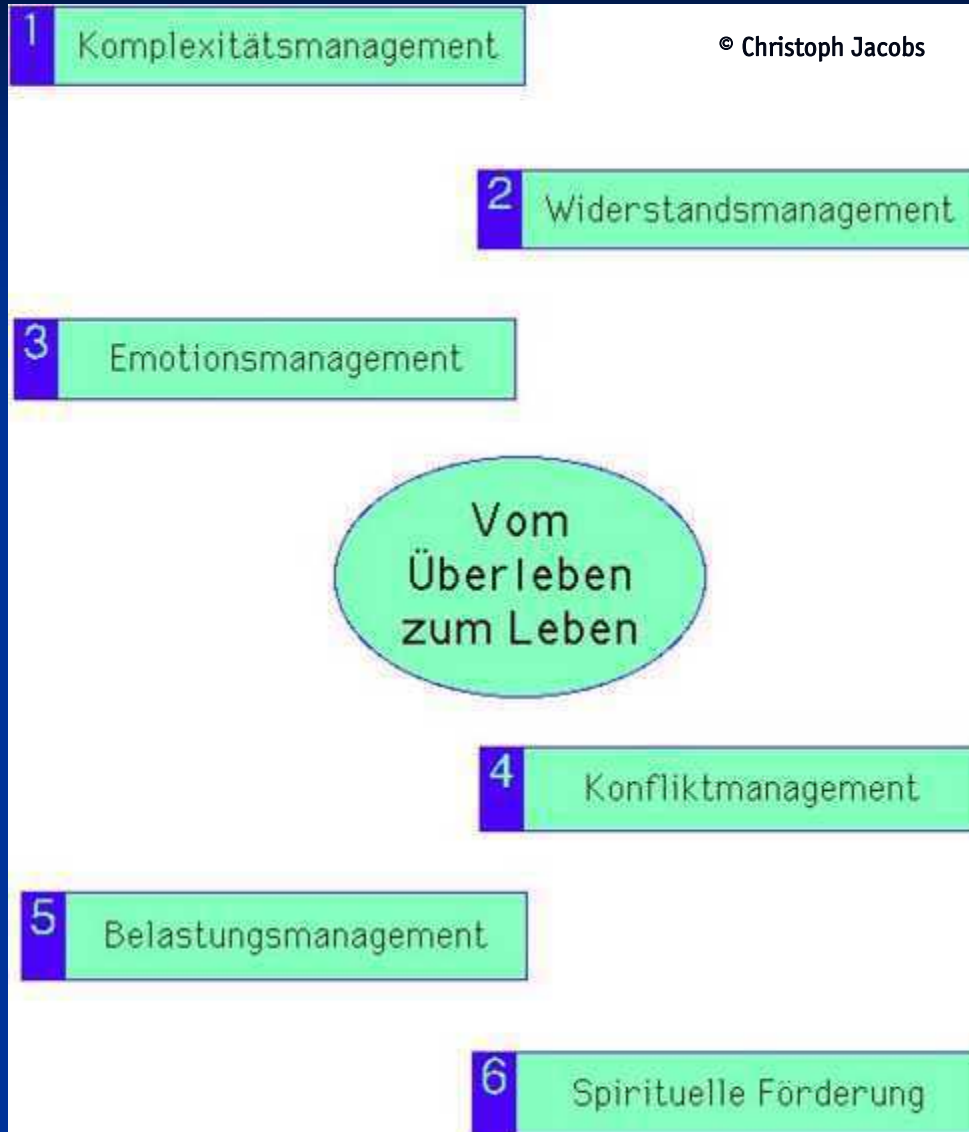 1 Komplexitätsmanagement
© Christoph Jacobs
2 Widerstandsmanagement
3 Emotionsmanagement
Vom
Überleben
zum Leben
4 Konfliktmanagement
5 Belastungsmanagement
6 Spirituelle Förderung